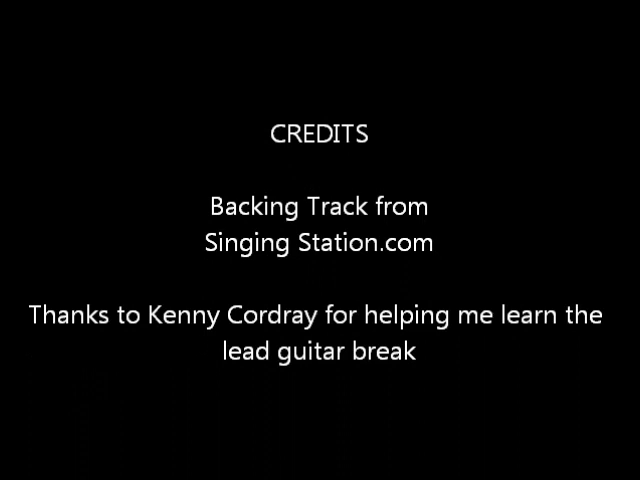 CREDITS
Backing Track from
Singing Station.com
Thanks to Kenny Cordray for helping me learn the
lead guitar break